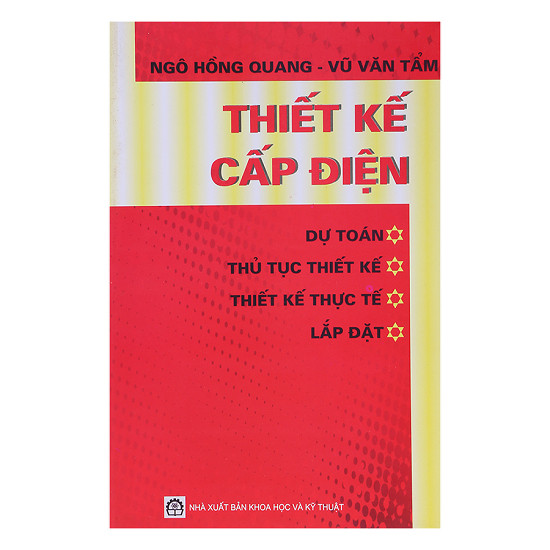 NGÔ HỒNG QUANG - VŨ VĂN TẨM
THIẾT KẾ
CẤP ĐIỆN
DỰ TOÁN
THỦ TỤC THIẾT KẾ
THIẾT KẾ THỰC TẾ
LẮP ĐẶT
NHÀ XUẤT BẢN KHOA HỌC VÀ KỸ THUẬT